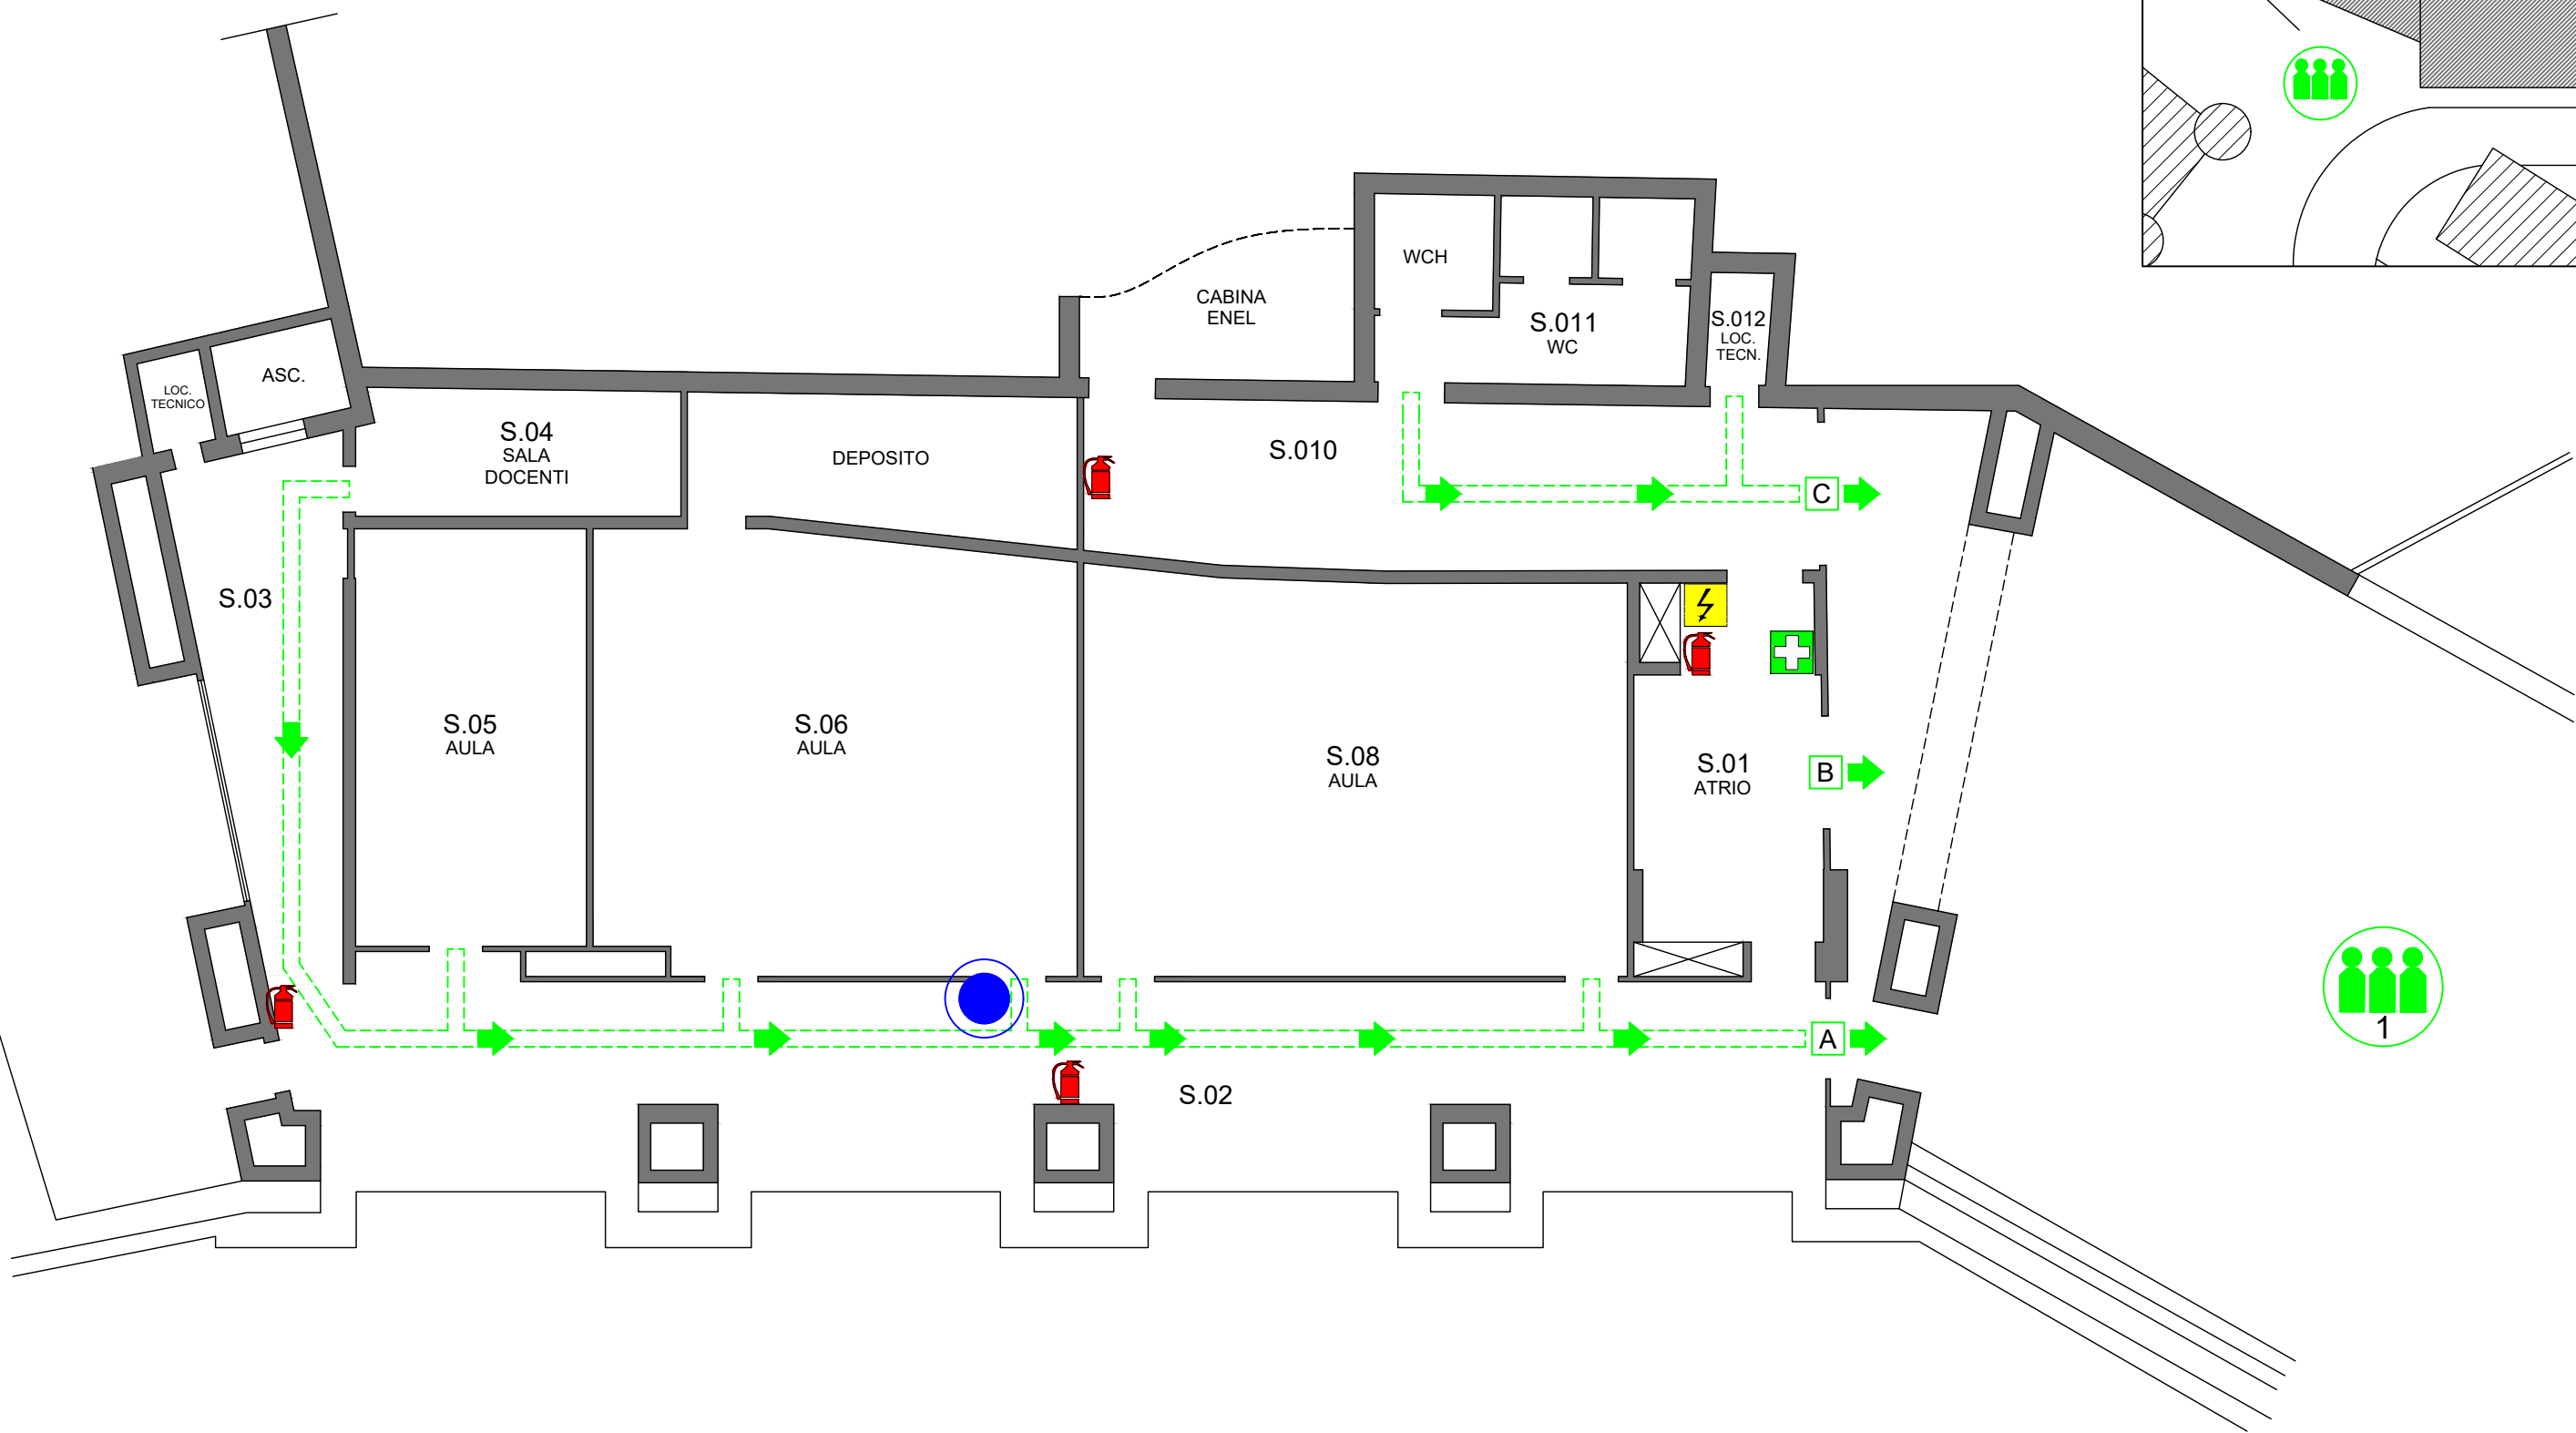 WCH
CABINA
ENEL
S.011
WC
S.012
LOC.
TECN.
ASC.
LOC.
TECNICO
S.04
SALA
DOCENTI
DEPOSITO
S.010
C
S.03
S.05
AULA
S.06
AULA
S.08
AULA
S.01
ATRIO
B
A
1
S.02